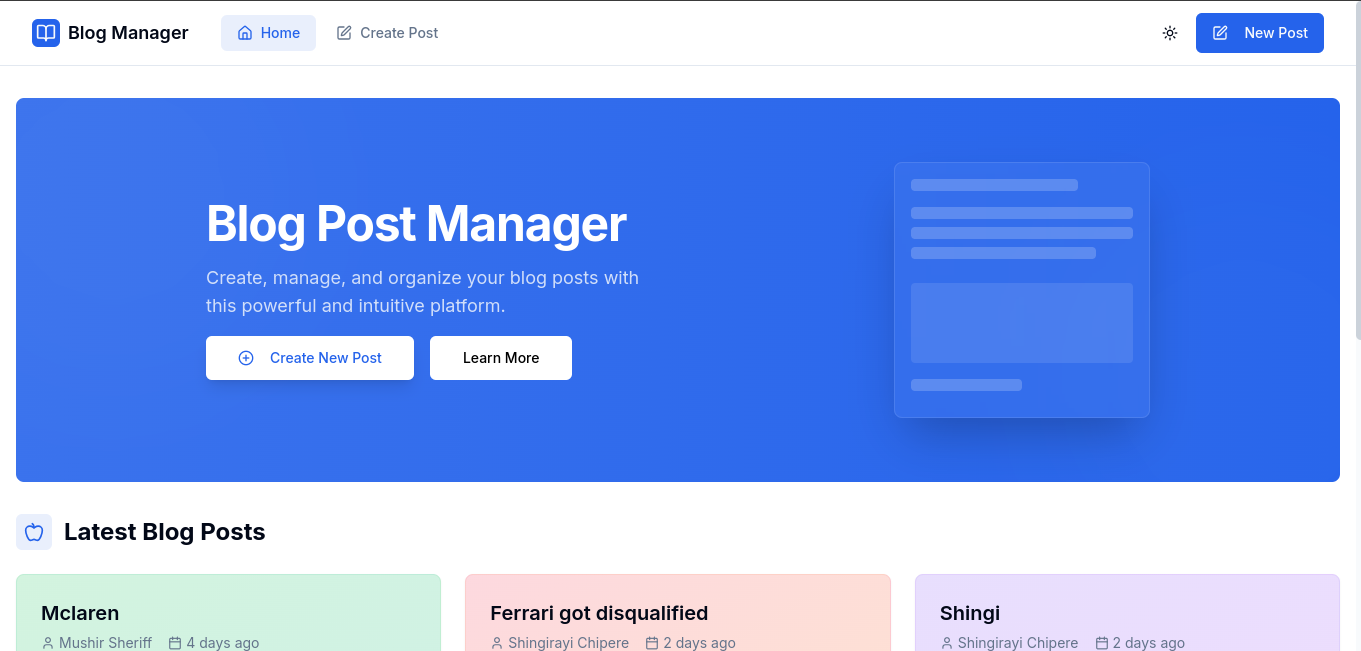 Blog Manager
Home
Create Post
New Post
Blog Post Manager
Create, manage, and organize your blog posts with
this powerful and intuitive platform.
Create New Post
Learn More
Latest Blog Posts
Mclaren
Mushir Sheriff
4 days ago
Ferrari got disqualified
Shingirayi Chipere
2 days ago
Shingi
Shingirayi Chipere
2 days ago